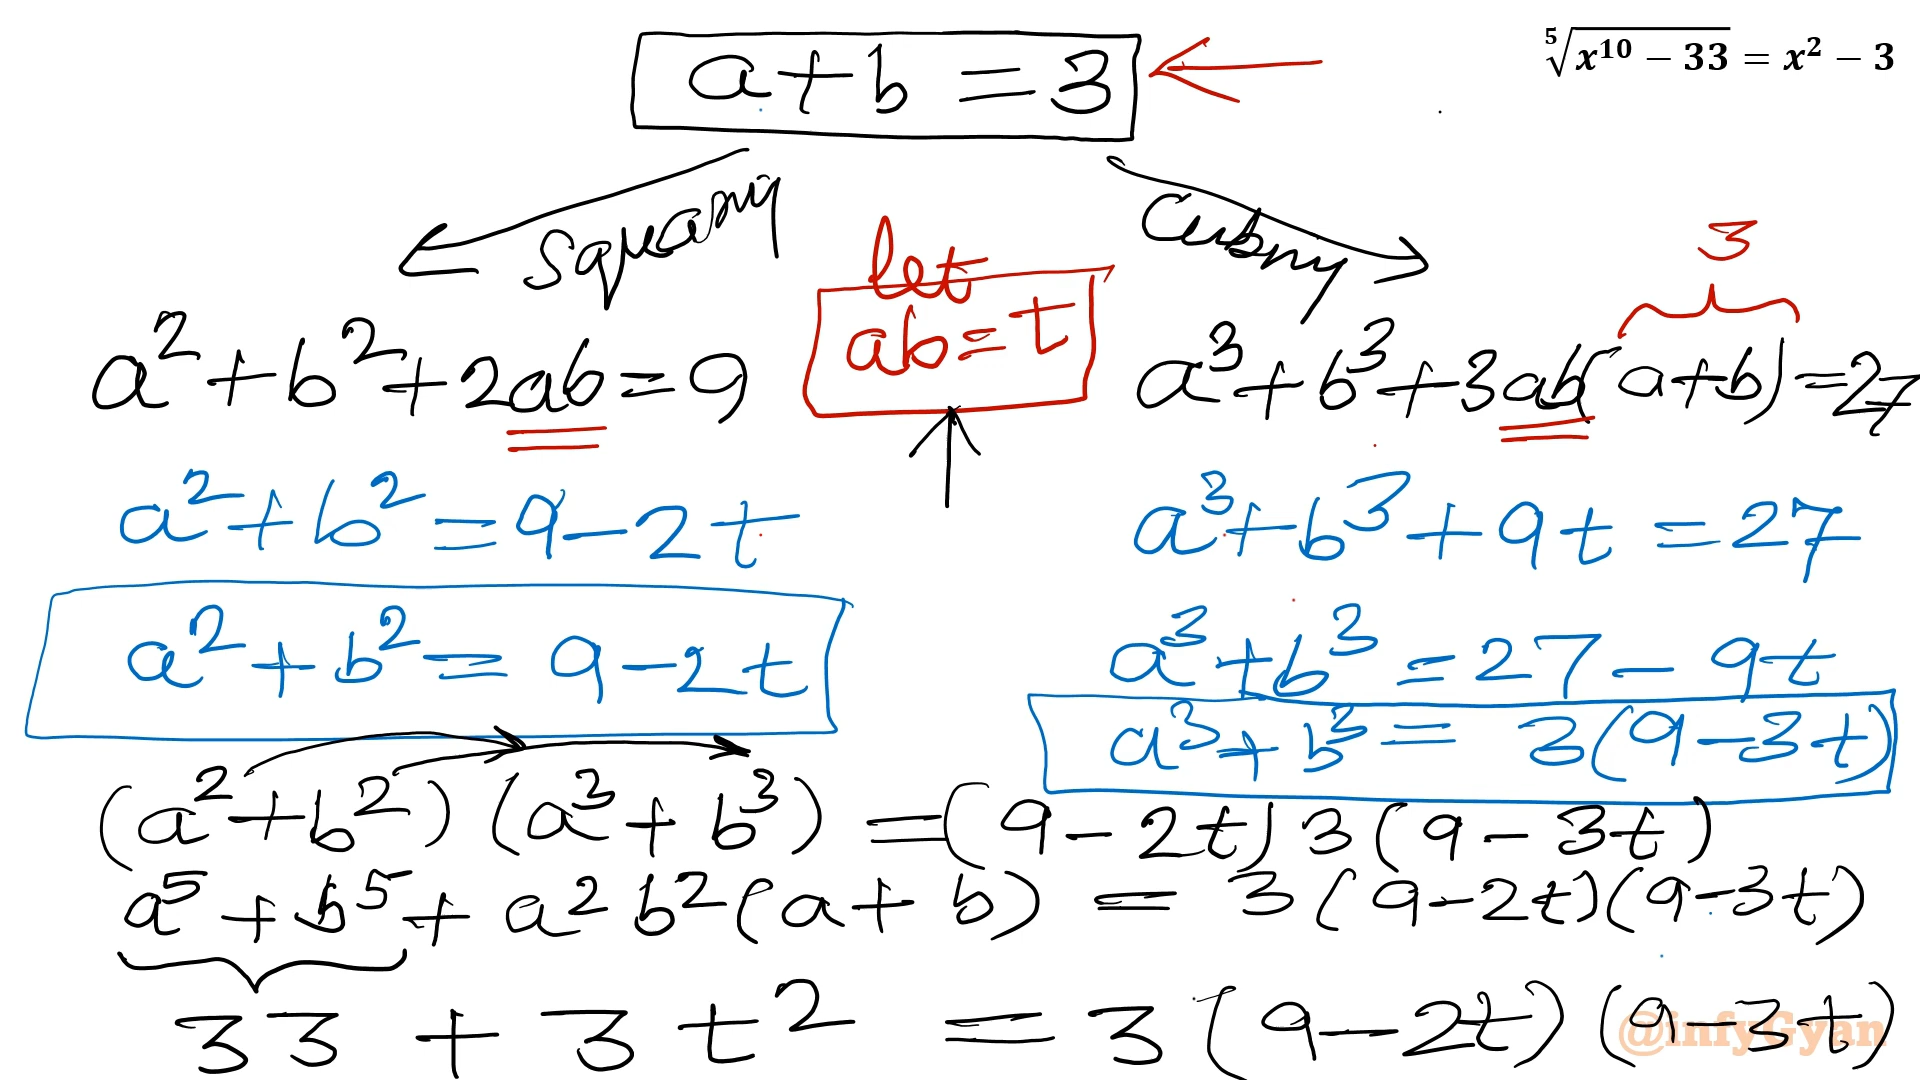 a + b = 3
⁵√(x¹⁰ − 33) = x² − 3
Squaring
Cubing
let
ab = t
3
a² + b² + 2ab = 9
a³ + b³ + 3ab(a+b) = 27
a² + b² = 9 − 2t
a³ + b³ + 9t = 27
a² + b² = 9 − 2t
a³ + b³ = 27 − 9t
a³ + b³ = 3(9 − 3t)
(a² + b²)(a³ + b³) = (9 − 2t)3(9 − 3t)
a⁵ + b⁵ + a²b²(a + b) = 3(9 − 2t)(9 − 3t)
33 + 3t² = 3(9 − 2t)(9 − 3t)
@infyGyan